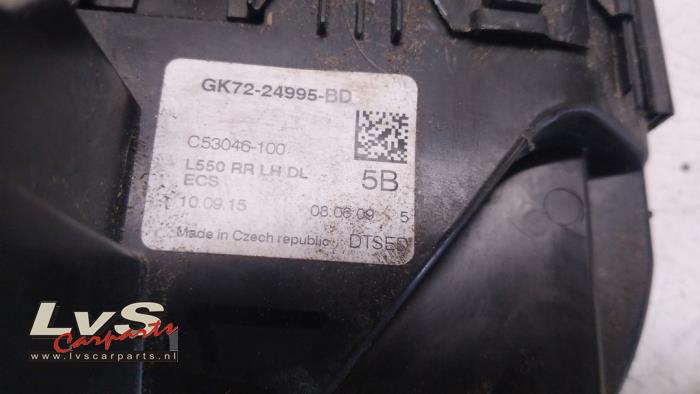 GK72-24995-BD
C53046-100
L550 RR LH DL
5B
ECS
10.09.15 08:06:09 5
Made in Czech republic DTSED
LvS
Carparts
www.lvscarparts.nl